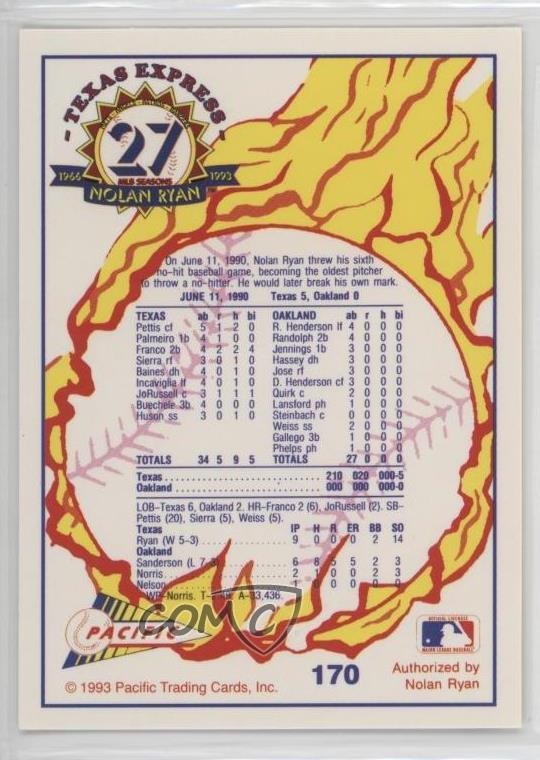 TEXAS EXPRESS
27
MLB SEASONS
1966 1993
NOLAN RYAN™
On June 11, 1990, Nolan Ryan threw his sixth
no-hit baseball game, becoming the oldest pitcher
to throw a no-hitter. He would later break his own mark.
JUNE 11, 1990 Texas 5, Oakland 0
TEXAS ab r h bi OAKLAND ab r h bi
Pettis cf 5 1 2 0 R. Henderson lf 4 0 0 0
Palmeiro 1b 4 1 0 0 Randolph 2b 4 0 0 0
Franco 2b 4 2 2 4 Jennings 1b 3 0 0 0
Sierra rf 3 0 1 0 Hassey dh 3 0 0 0
Baines dh 4 0 1 0 Jose rf 3 0 0 0
Incaviglia lf 4 0 1 0 D. Henderson cf 3 0 0 0
JoRussell c 3 1 1 1 Quirk c 2 0 0 0
Buechele 3b 4 0 0 0 Lansford ph 1 0 0 0
Huson ss 3 0 1 0 Steinbach c 0 0 0 0
Weiss ss 2 0 0 0
Gallego 3b 1 0 0 0
Phelps ph 1 0 0 0
TOTALS 34 5 9 5 TOTALS 27 0 0 0
Texas 210 020 000-5
Oakland 000 000 000-0
LOB-Texas 6, Oakland 2. HR-Franco 2 (6), JoRussell (2). SB-
Pettis (20), Sierra (5), Weiss (5).
Texas IP H R ER BB SO
Ryan (W 5-3) 9 0 0 0 2 14
Oakland
Sanderson (L 7-3) 6 8 5 5 2 3
Norris 2 1 0 0 2 3
Nelson 1 0 0 0 0 0
WP-Norris. A-33,436.
COMC
PACIFIC
OFFICIAL LICENSEE
MAJOR LEAGUE BASEBALL
© 1993 Pacific Trading Cards, Inc.
170
Authorized by
Nolan Ryan